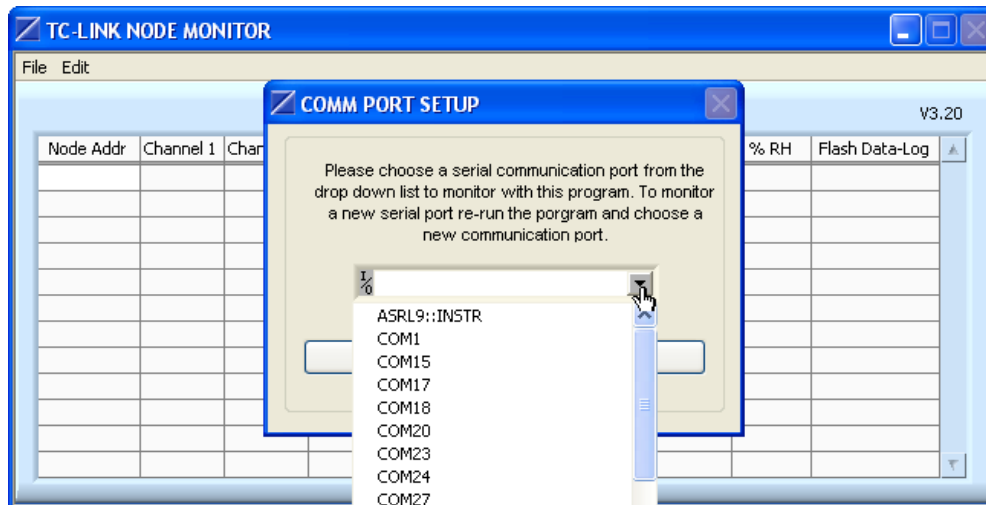 TC-LINK NODE MONITOR
File Edit
COMM PORT SETUP
V3.20
Node Addr Channel 1 Chan % RH Flash Data-Log
Please choose a serial communication port from the
drop down list to monitor with this program. To monitor
a new serial port re-run the porgram and choose a
new communication port.
I/O
ASRL9::INSTR
COM1
COM15
COM17
COM18
COM20
COM23
COM24
COM27